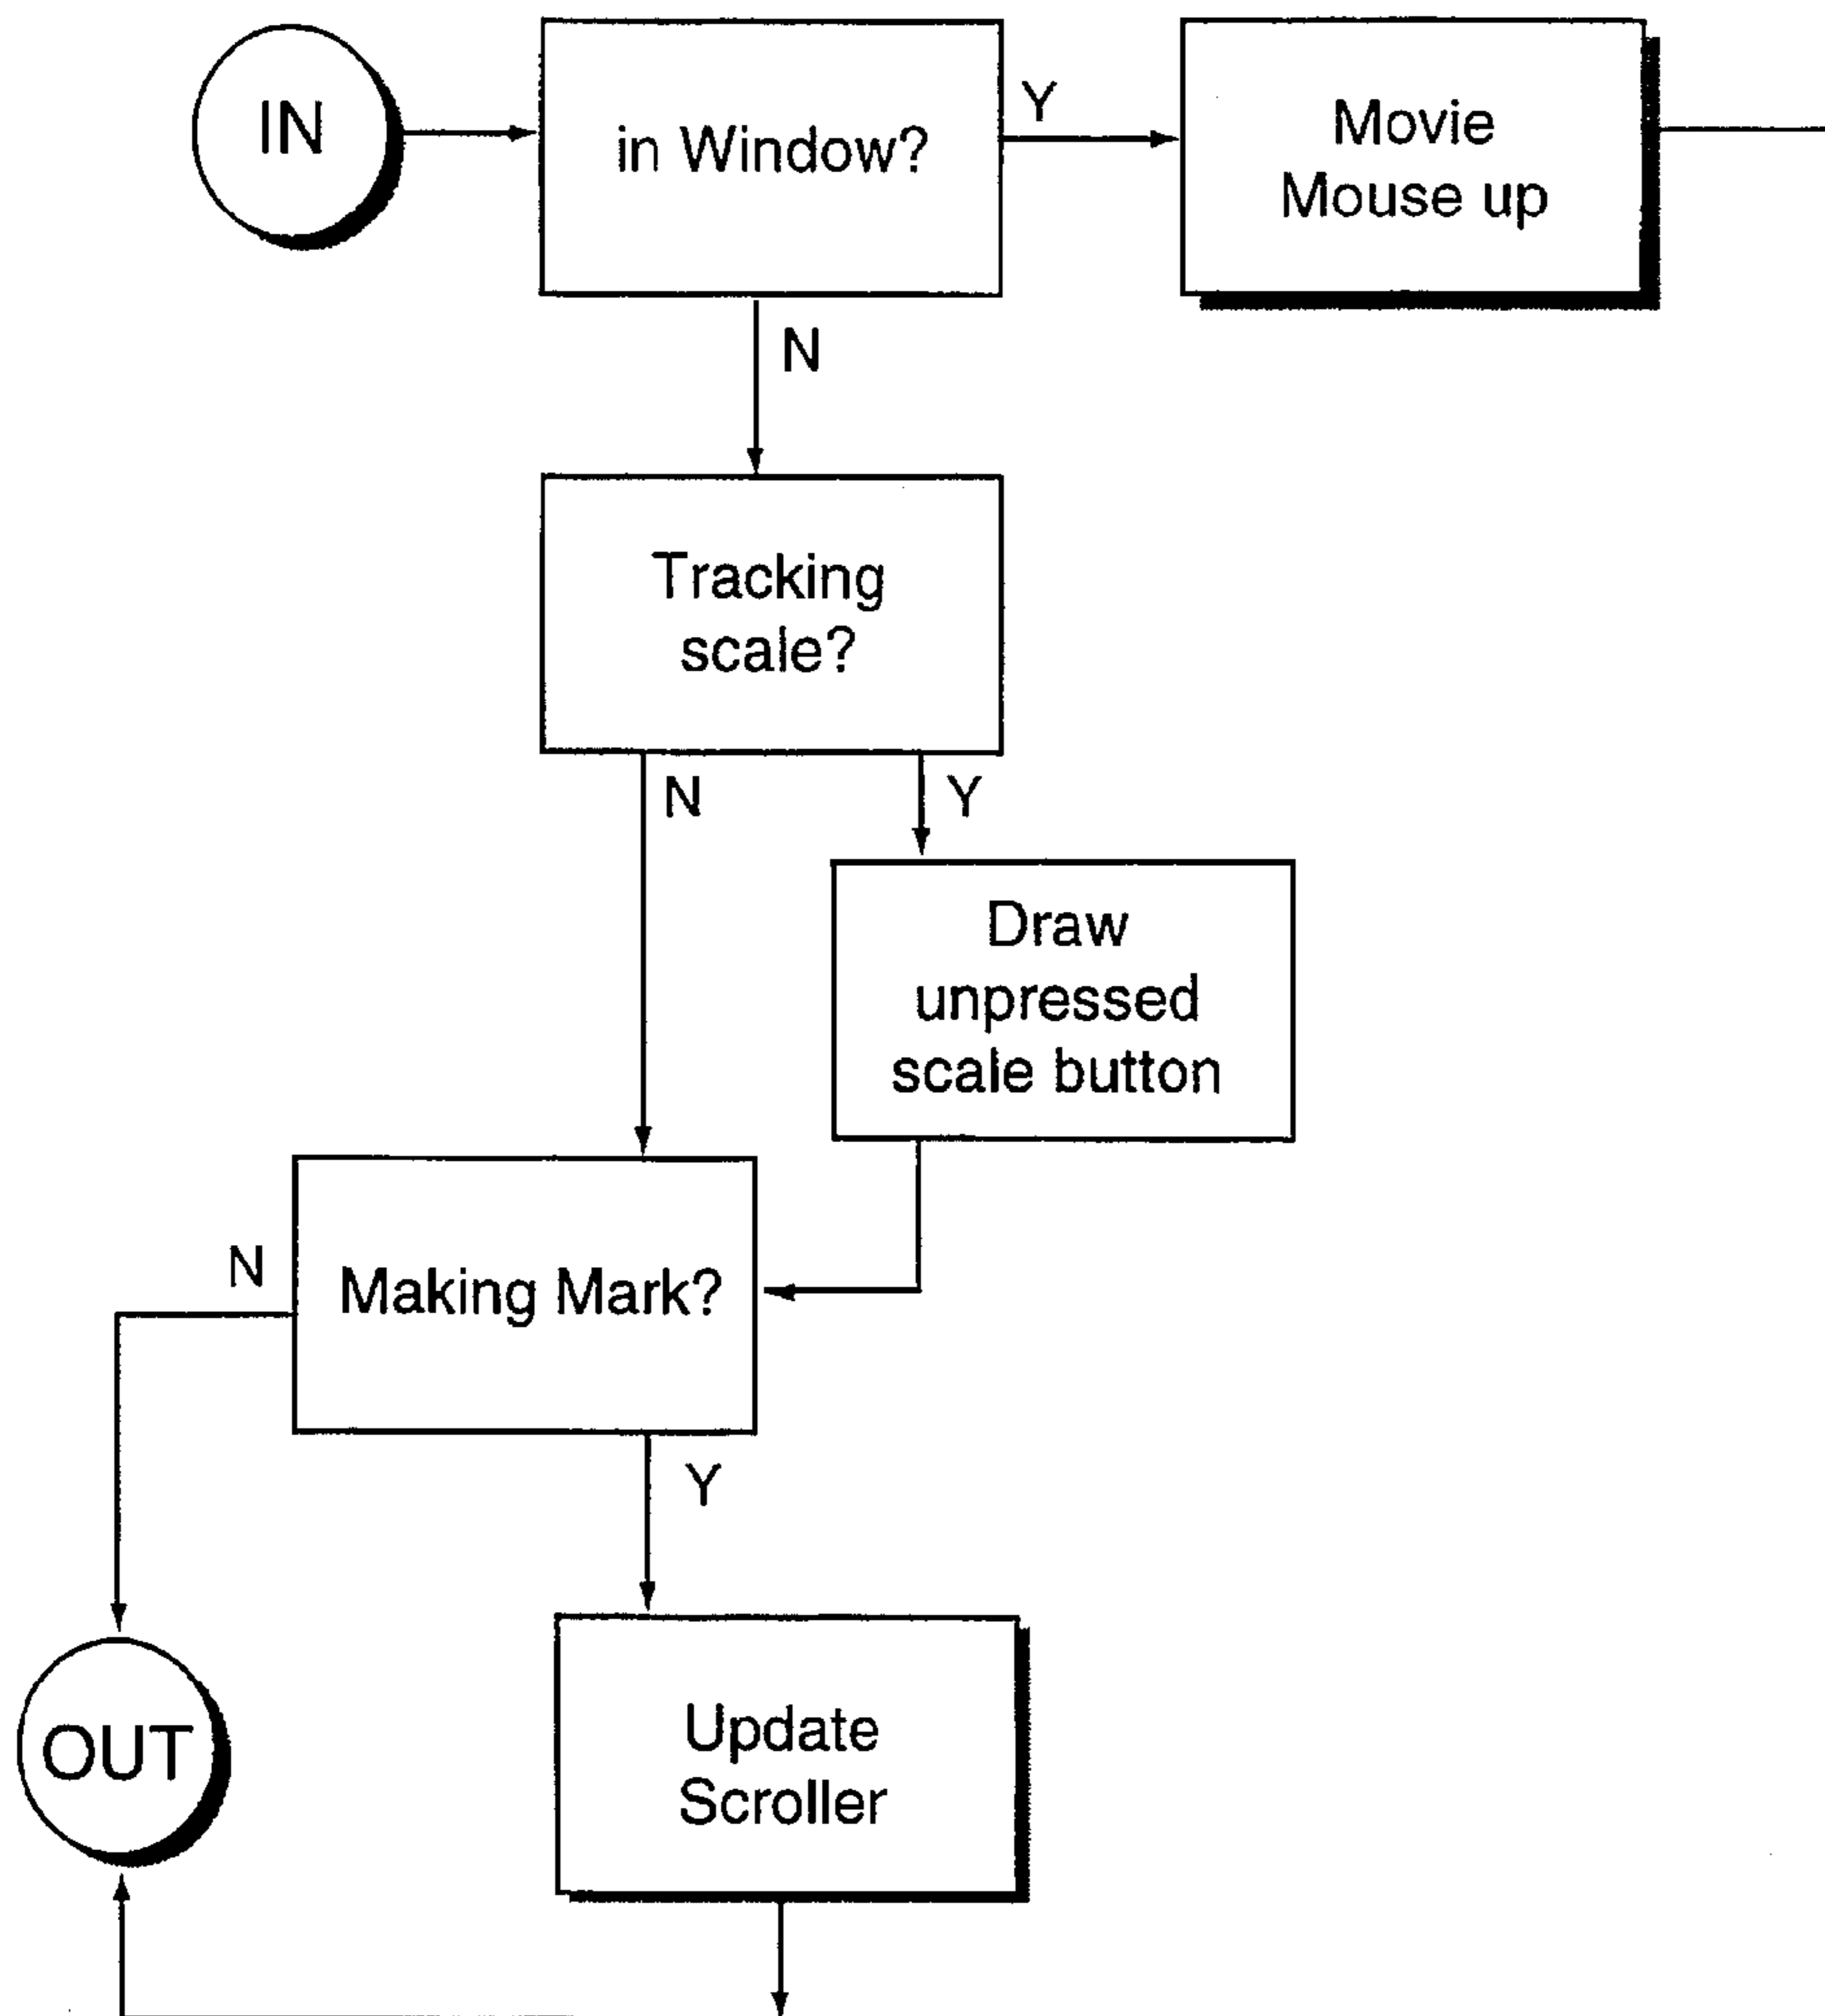 IN
in Window?
Y
Movie
Mouse up
N
Tracking
scale?
N
Y
Draw
unpressed
scale button
N
Making Mark?
Y
OUT
Update
Scroller